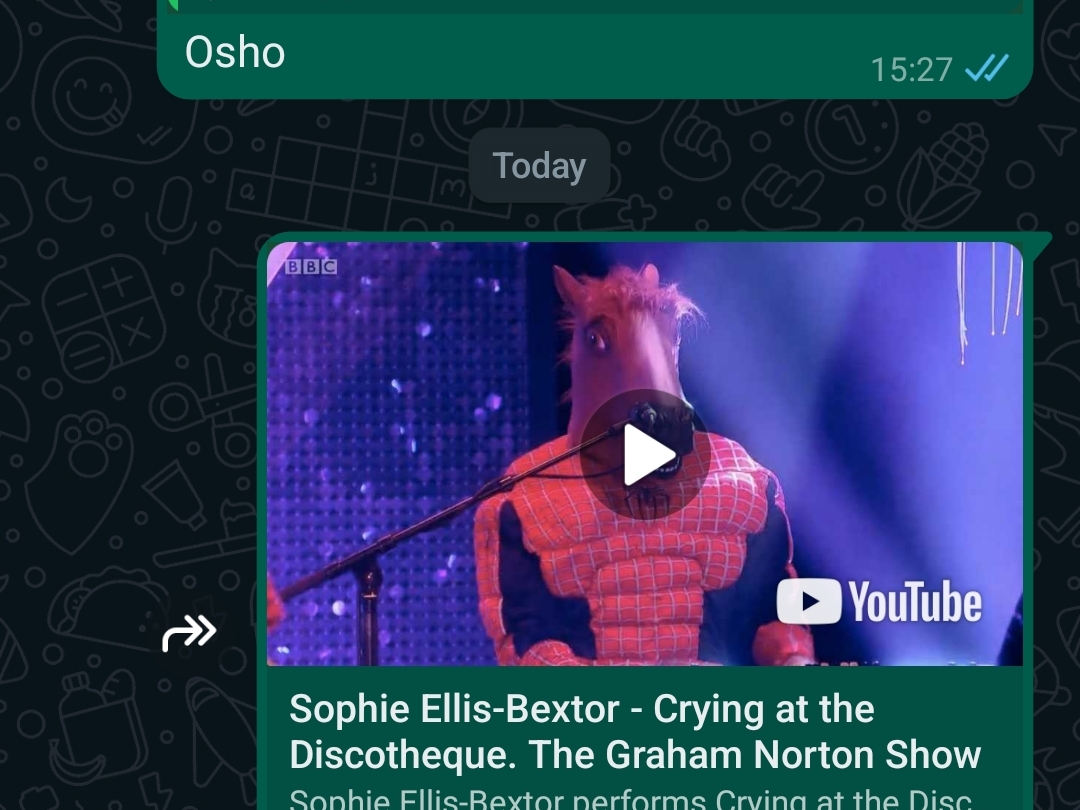 Osho
15:27
Today
BBC
YouTube
Sophie Ellis-Bextor - Crying at the
Discotheque. The Graham Norton Show
Sophie Ellis-Bextor performs Crying at the Disc